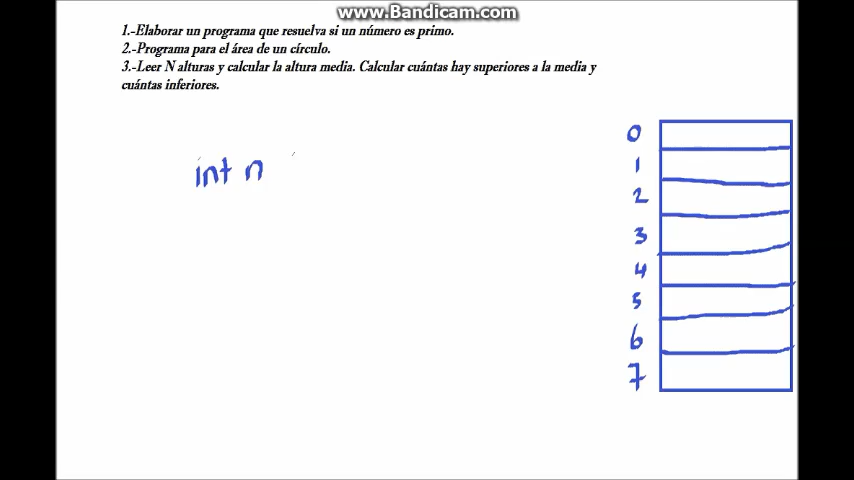 www.Bandicam.com
1.-Elaborar un programa que resuelva si un número es primo.
2.-Programa para el área de un círculo.
3.-Leer N alturas y calcular la altura media. Calcular cuántas hay superiores a la media y
cuántas inferiores.
int n
0
1
2
3
4
5
6
7